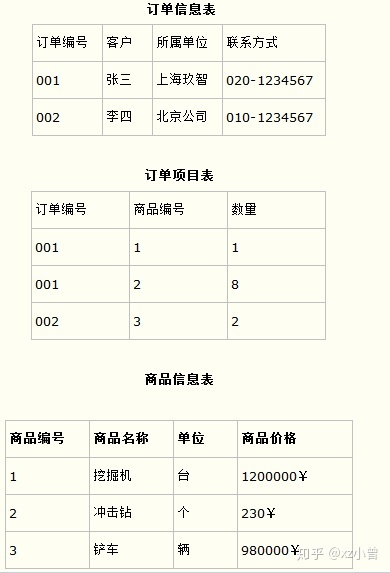 订单信息表
订单编号 客户 所属单位 联系方式
001 张三 上海玖智 020-1234567
002 李四 北京公司 010-1234567
订单项目表
订单编号 商品编号 数量
001 1 1
001 2 8
002 3 2
商品信息表
商品编号 商品名称 单位 商品价格
1 挖掘机 台 1200000￥
2 冲击钻 个 230￥
3 铲车 辆 980000￥
知乎 @xz小曾